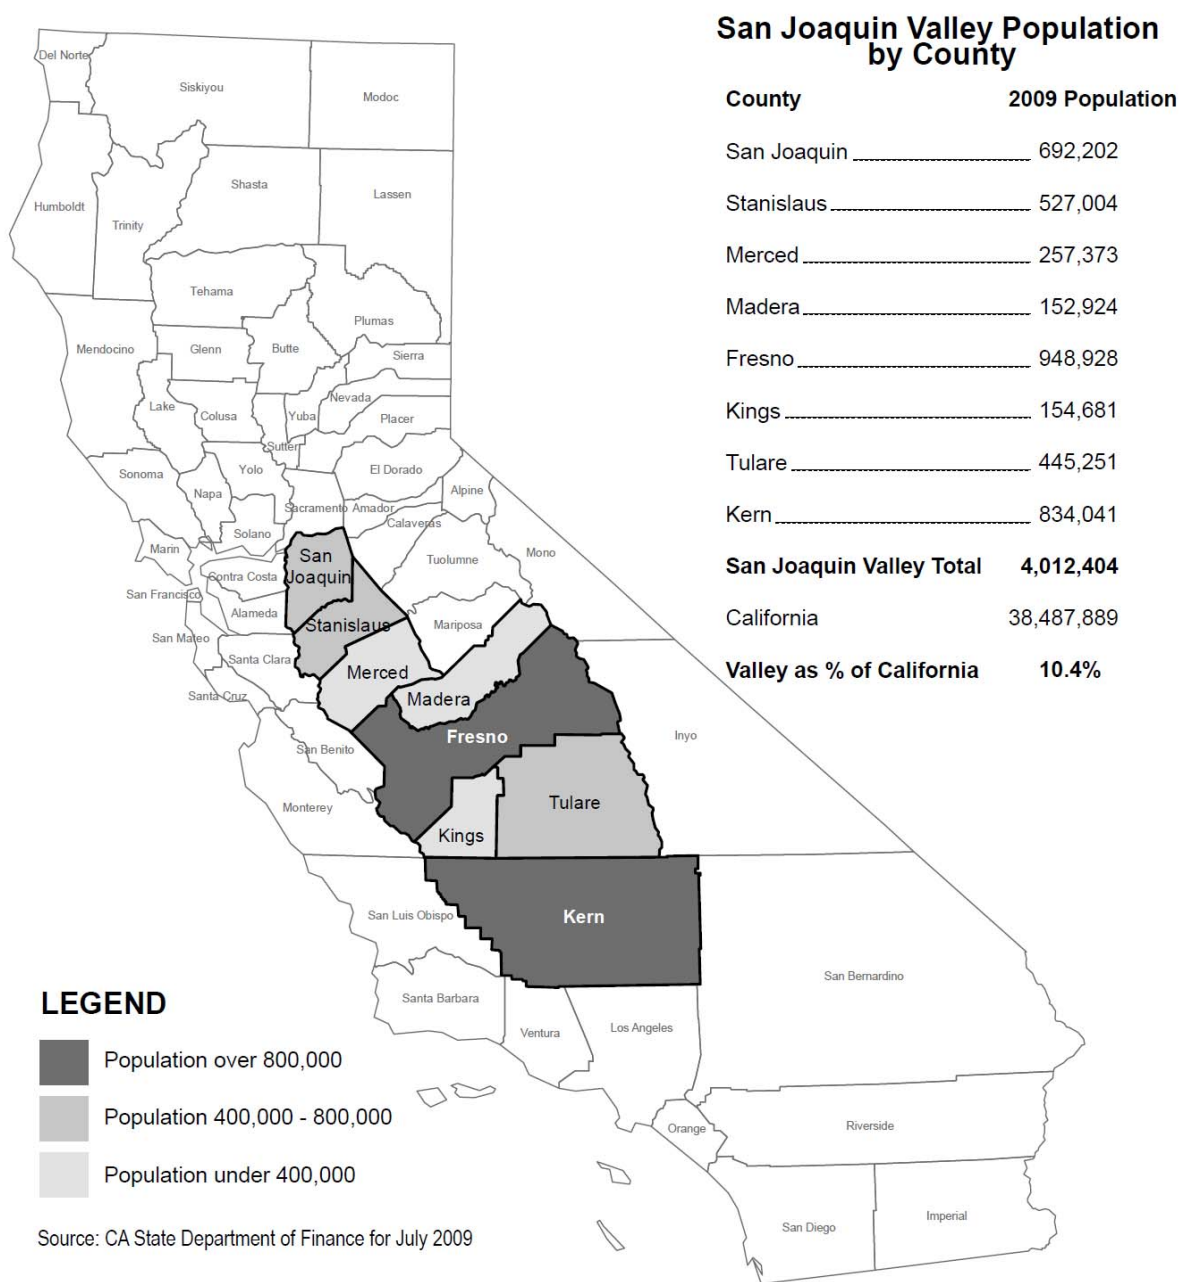 San Joaquin Valley Population
by County
County 2009 Population
San Joaquin 692,202
Stanislaus 527,004
Merced 257,373
Madera 152,924
Fresno 948,928
Kings 154,681
Tulare 445,251
Kern 834,041
San Joaquin Valley Total 4,012,404
California 38,487,889
Valley as % of California 10.4%
Del Norte
Siskiyou
Modoc
Humboldt
Trinity
Shasta
Lassen
Tehama
Plumas
Mendocino
Glenn
Butte
Sierra
Lake
Colusa
Yuba
Nevada
Placer
Sutter
Sonoma
Napa
Yolo
El Dorado
Sacramento
Amador
Alpine
Solano
Calaveras
Marin
Contra Costa
San
Joaquin
Tuolumne
Mono
San Francisco
Alameda
Stanislaus
Mariposa
San Mateo
Santa Clara
Merced
Santa Cruz
Madera
San Benito
Fresno
Inyo
Monterey
Kings
Tulare
San Luis Obispo
Kern
San Bernardino
Santa Barbara
Ventura
Los Angeles
Orange
Riverside
San Diego
Imperial
LEGEND
Population over 800,000
Population 400,000 - 800,000
Population under 400,000
Source: CA State Department of Finance for July 2009